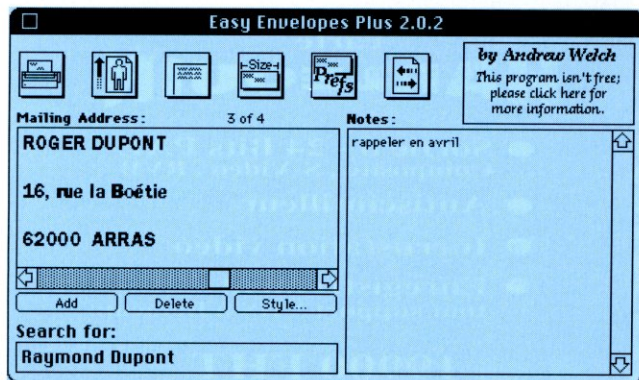 Easy Envelopes Plus 2.0.2
Size
Prefs
by Andrew Welch
This program isn't free;
please click here for
more information.
Mailing Address: 3 of 4
Notes:
ROGER DUPONT
16, rue la Boétie
62000 ARRAS
rappeler en avril
Add Delete Style...
Search for:
Raymond Dupont